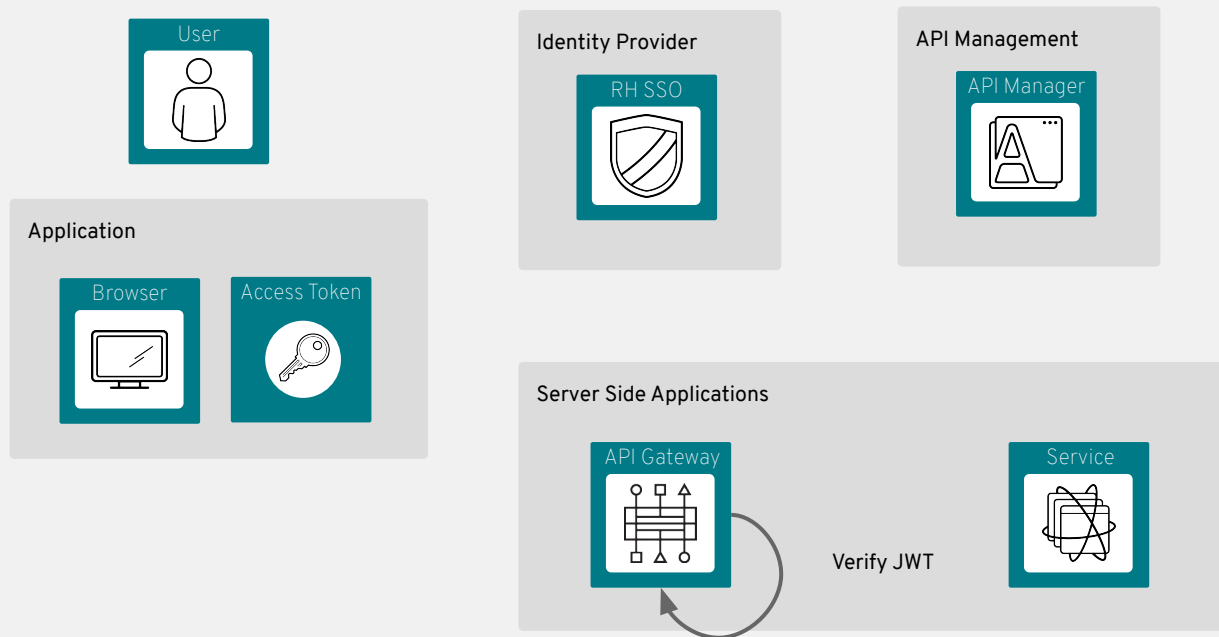 User
Identity Provider
RH SSO
API Management
API Manager
Application
Browser
Access Token
Server Side Applications
API Gateway
Service
Verify JWT